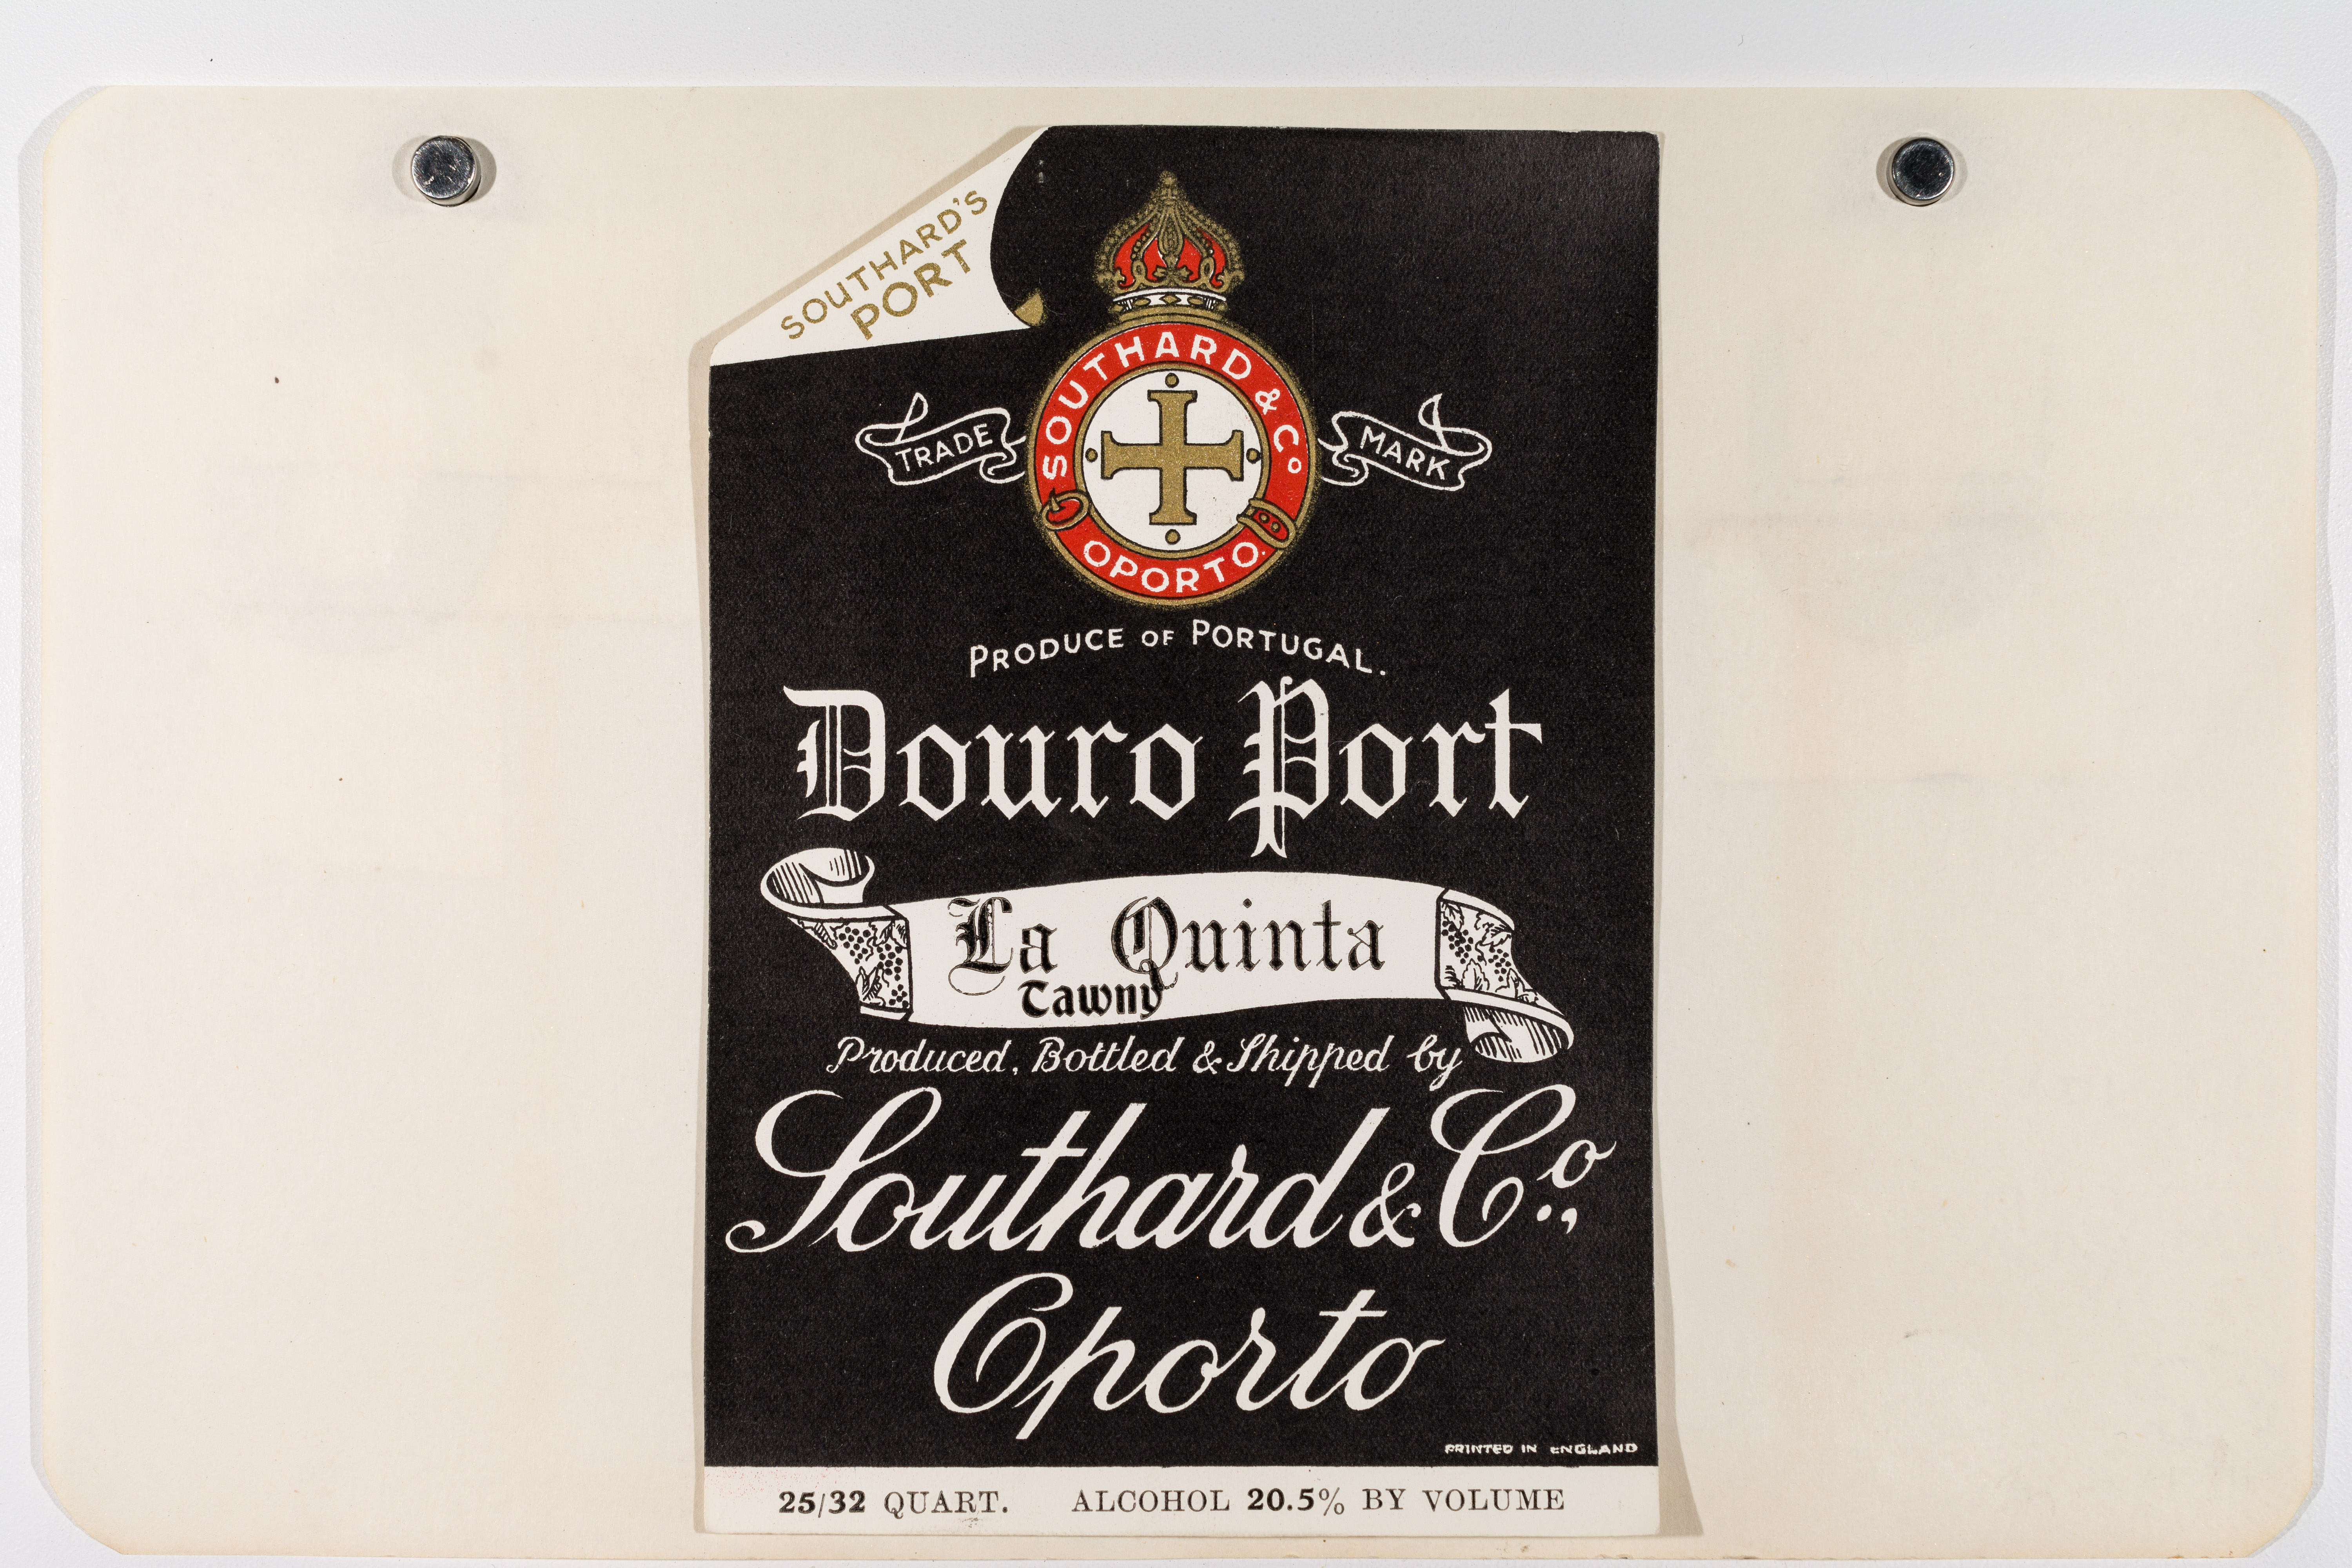 SOUTHARD'S
PORT
SOUTHARD & Co
TRADE MARK
OPORTO.
PRODUCE OF PORTUGAL.
Douro Port
La Quinta
Tawny
Produced, Bottled & Shipped by
Southard & Co.,
Oporto
PRINTED IN ENGLAND
25/32 QUART. ALCOHOL 20.5% BY VOLUME